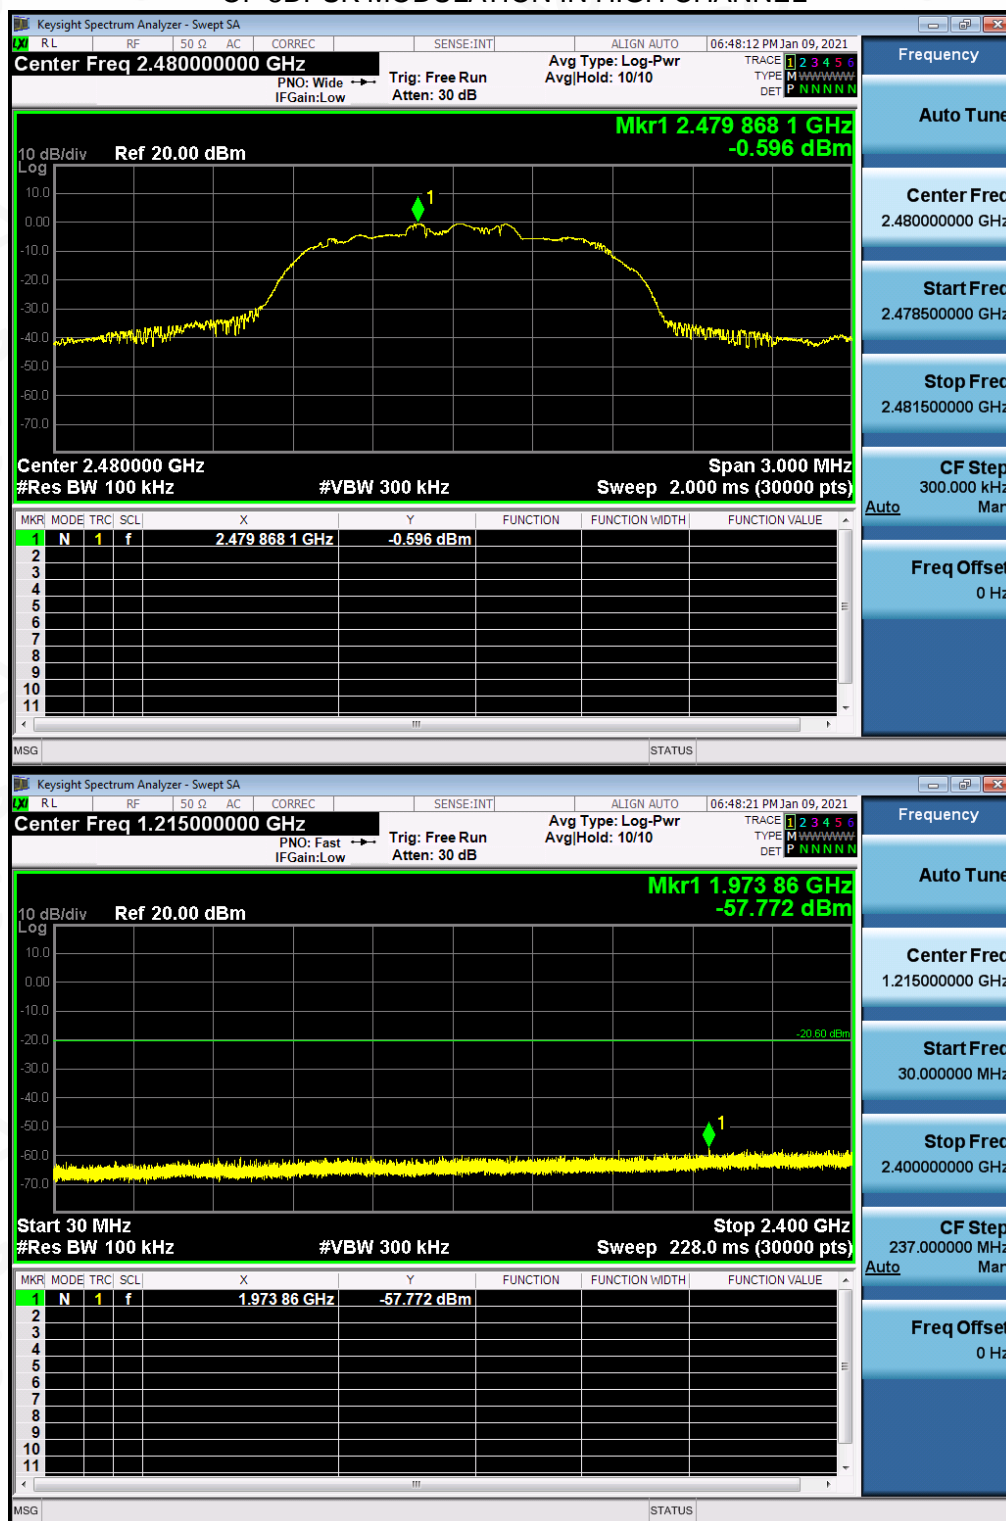 OF 8DPSK MODULATION IN HIGH CHANNEL
Keysight Spectrum Analyzer - Swept SA
LXI RL RF 50 Ω AC CORREC SENSE:INT ALIGN AUTO 06:48:12 PM Jan 09, 2021
Center Freq 2.480000000 GHz
PNO: Wide
IFGain:Low
Trig: Free Run
Atten: 30 dB
Avg Type: Log-Pwr
Avg|Hold: 10/10
TRACE 1 2 3 4 5 6
TYPE M W W W W W
DET P N N N N N
Mkr1 2.479 868 1 GHz
-0.596 dBm
10 dB/div Ref 20.00 dBm
Log
10.0
0.00
-10.0
-20.0
-30.0
-40.0
-50.0
-60.0
-70.0
1
Center 2.480000 GHz Span 3.000 MHz
#Res BW 100 kHz #VBW 300 kHz Sweep 2.000 ms (30000 pts)
MKR MODE TRC SCL X Y FUNCTION FUNCTION WIDTH FUNCTION VALUE
1 N 1 f 2.479 868 1 GHz -0.596 dBm
2
3
4
5
6
7
8
9
10
11
MSG STATUS
Frequency
Auto Tune
Center Freq
2.480000000 GHz
Start Freq
2.478500000 GHz
Stop Freq
2.481500000 GHz
CF Step
300.000 kHz
Auto Man
Freq Offset
0 Hz
Keysight Spectrum Analyzer - Swept SA
LXI RL RF 50 Ω AC CORREC SENSE:INT ALIGN AUTO 06:48:21 PM Jan 09, 2021
Center Freq 1.215000000 GHz
PNO: Fast
IFGain:Low
Trig: Free Run
Atten: 30 dB
Avg Type: Log-Pwr
Avg|Hold: 10/10
TRACE 1 2 3 4 5 6
TYPE M W W W W W
DET P N N N N N
Mkr1 1.973 86 GHz
-57.772 dBm
10 dB/div Ref 20.00 dBm
Log
10.0
0.00
-10.0
-20.0
-30.0
-40.0
-50.0
-60.0
-70.0
-20.60 dBm
1
Start 30 MHz Stop 2.400 GHz
#Res BW 100 kHz #VBW 300 kHz Sweep 228.0 ms (30000 pts)
MKR MODE TRC SCL X Y FUNCTION FUNCTION WIDTH FUNCTION VALUE
1 N 1 f 1.973 86 GHz -57.772 dBm
2
3
4
5
6
7
8
9
10
11
MSG STATUS
Frequency
Auto Tune
Center Freq
1.215000000 GHz
Start Freq
30.000000 MHz
Stop Freq
2.400000000 GHz
CF Step
237.000000 MHz
Auto Man
Freq Offset
0 Hz